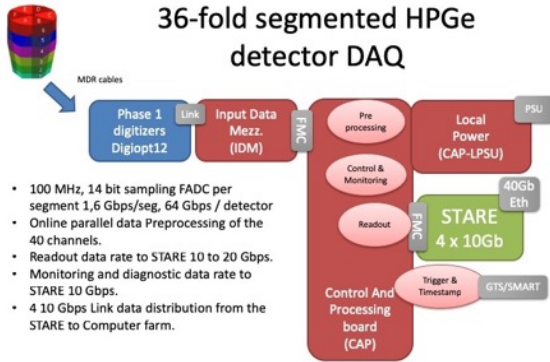 36-fold segmented HPGe
detector DAQ
MDR cables
Phase 1
digitizers
Digiopt12
Link
Input Data
Mezz.
(IDM)
FMC
Pre
processing
Control &
Monitoring
Readout
Local
Power
(CAP-LPSU)
PSU
40Gb
Eth
FMC
STARE
4 x 10Gb
Trigger &
Timestamp
GTS/SMART
Control And
Processing
board
(CAP)
• 100 MHz, 14 bit sampling FADC per
segment 1,6 Gbps/seg, 64 Gbps / detector
• Online parallel data Preprocessing of the
40 channels.
• Readout data rate to STARE 10 to 20 Gbps.
• Monitoring and diagnostic data rate to
STARE 10 Gbps.
• 4 10 Gbps Link data distribution from the
STARE to Computer farm.